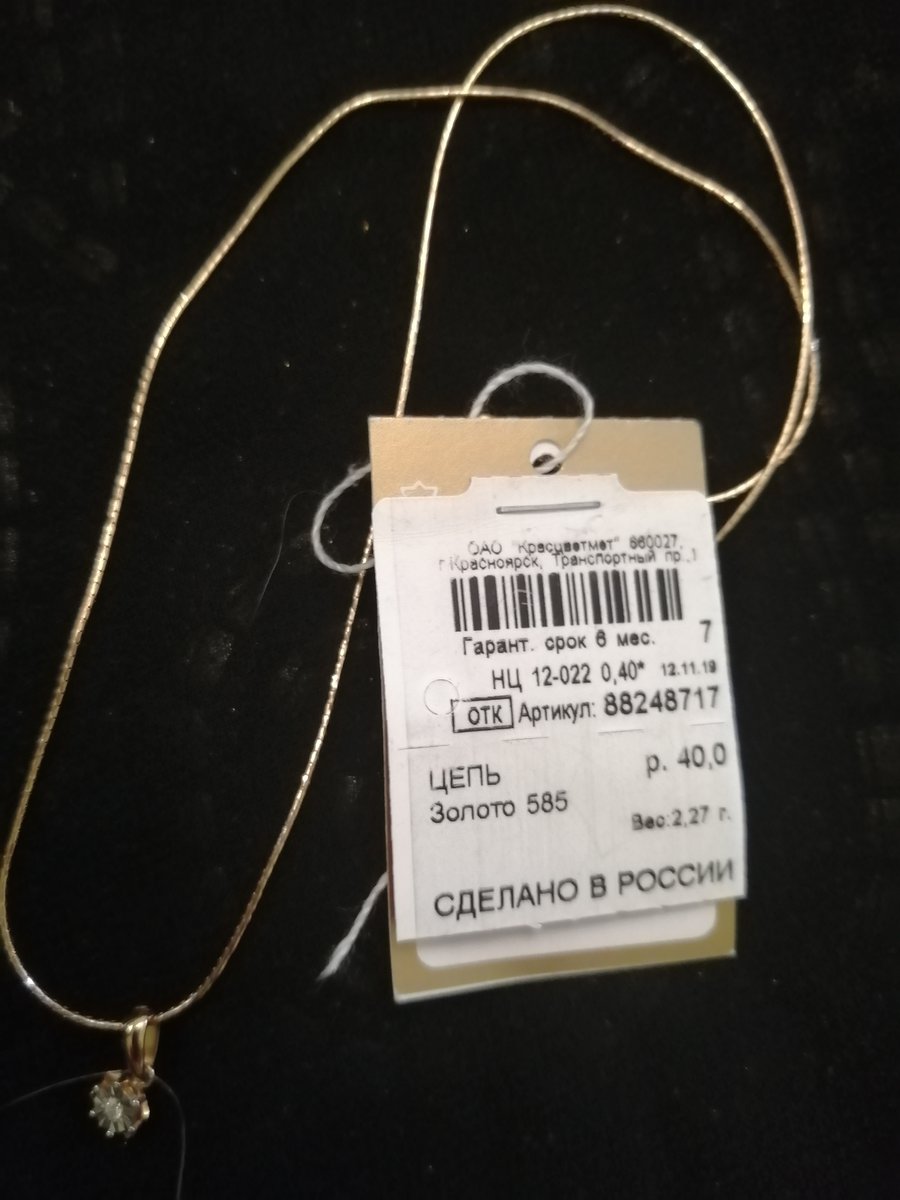 ОАО "Красцветмет" 660027,
г.Красноярск, Транспортный пр.,1
Гарант. срок 6 мес. 7
НЦ 12-022 0,40* 12.11.19
ОТК Артикул: 88248717
ЦЕПЬ р. 40,0
Золото 585
Вес:2,27 г.
СДЕЛАНО В РОССИИ